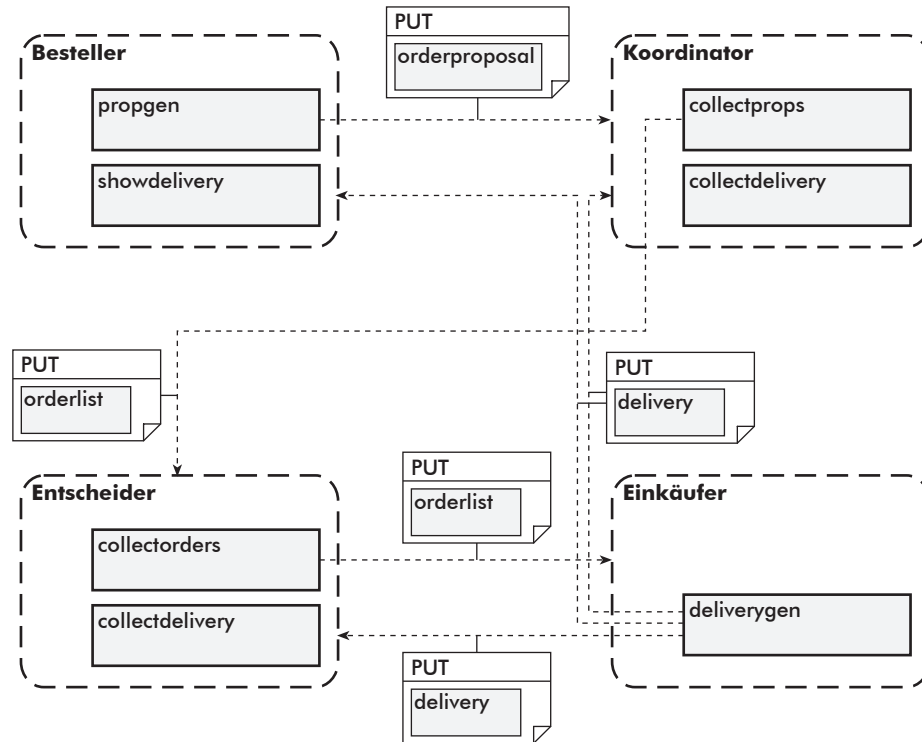 PUT
orderproposal
Besteller
propgen
showdelivery
Koordinator
collectprops
collectdelivery
PUT
orderlist
PUT
delivery
PUT
orderlist
Entscheider
collectorders
collectdelivery
Einkäufer
deliverygen
PUT
delivery